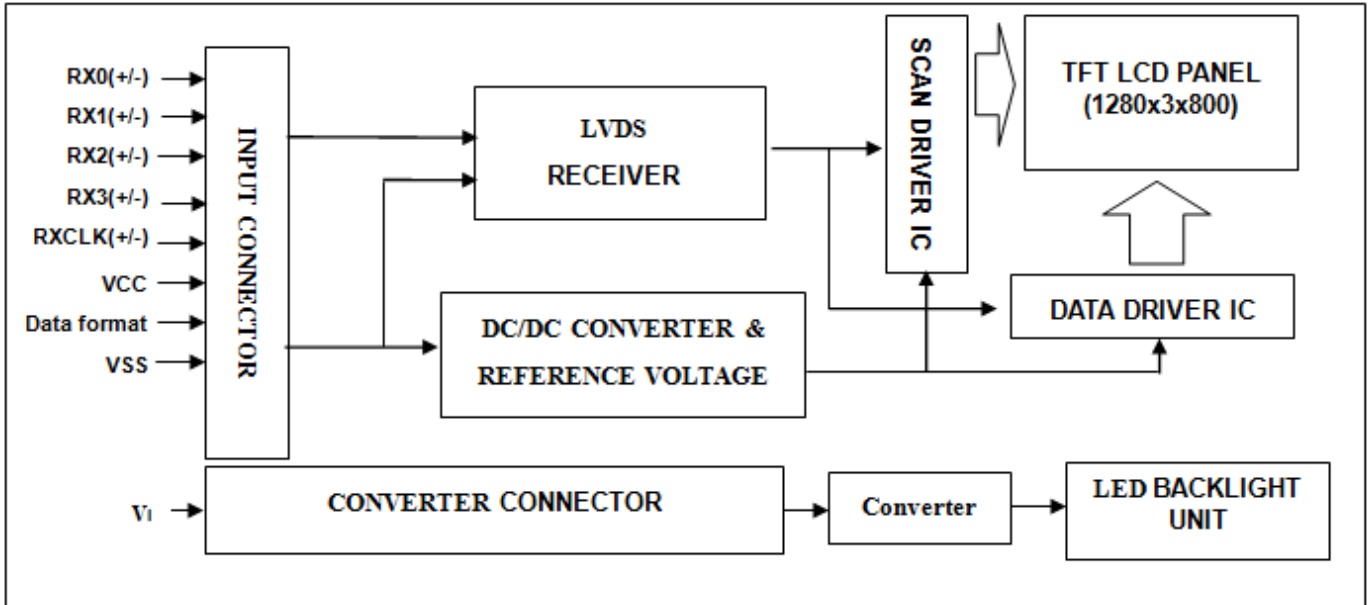 RX0(+/-)
RX1(+/-)
RX2(+/-)
RX3(+/-)
RXCLK(+/-)
VCC
Data format
VSS
INPUT CONNECTOR
LVDS
RECEIVER
DC/DC CONVERTER &
REFERENCE VOLTAGE
SCAN DRIVER IC
TFT LCD PANEL
(1280x3x800)
DATA DRIVER IC
VI
CONVERTER CONNECTOR
Converter
LED BACKLIGHT
UNIT